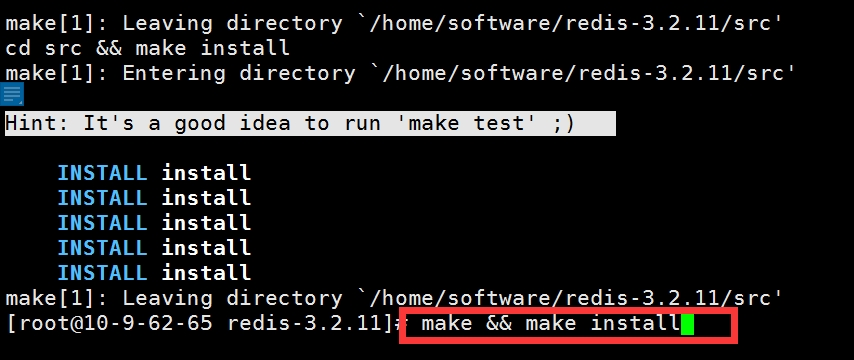 make[1]: Leaving directory `/home/software/redis-3.2.11/src'
cd src && make install
make[1]: Entering directory `/home/software/redis-3.2.11/src'
Hint: It's a good idea to run 'make test' ;)
INSTALL install
INSTALL install
INSTALL install
INSTALL install
INSTALL install
make[1]: Leaving directory `/home/software/redis-3.2.11/src'
[root@10-9-62-65 redis-3.2.11]# make && make install